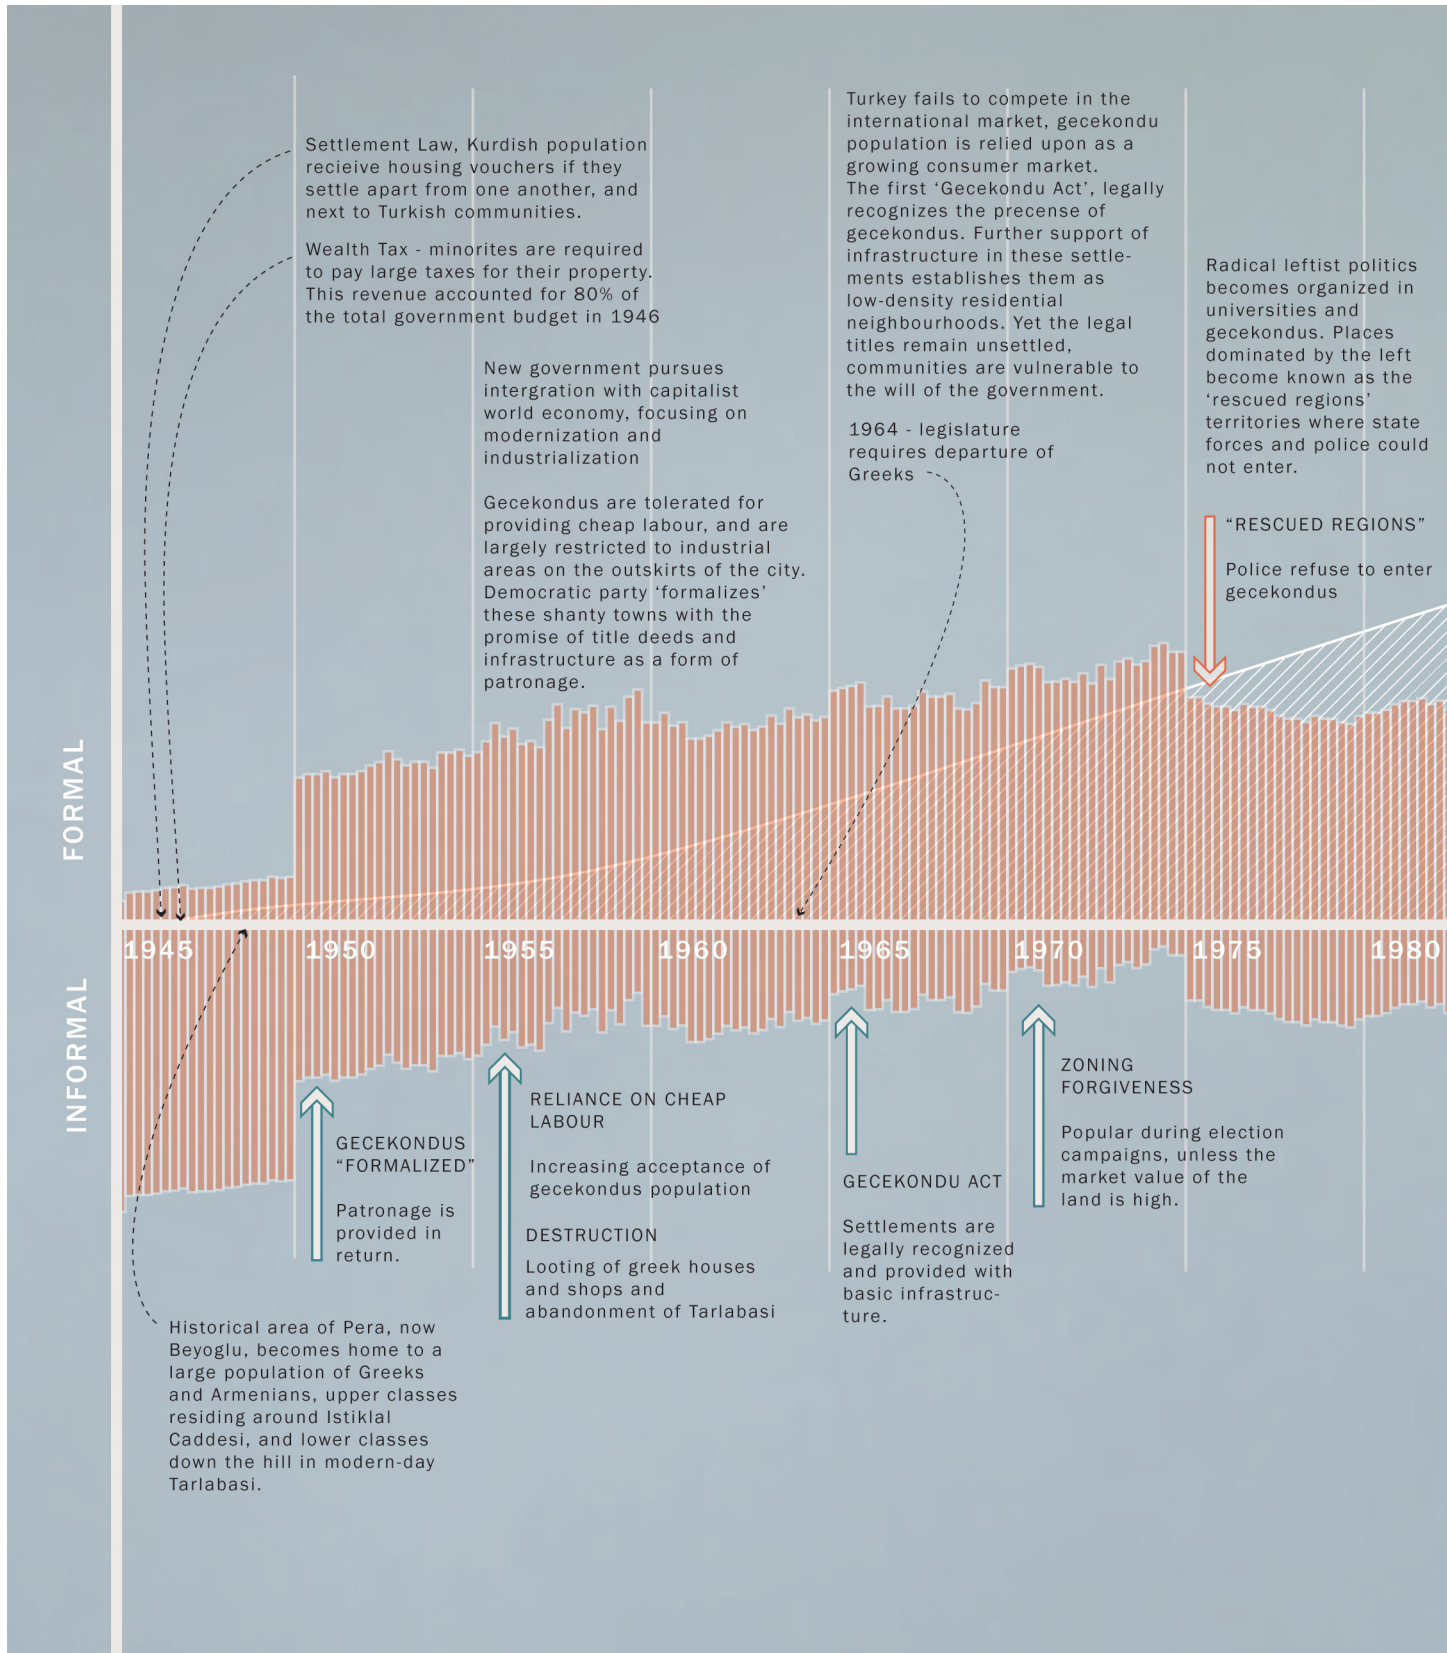 Settlement Law, Kurdish population
recieive housing vouchers if they
settle apart from one another, and
next to Turkish communities.
Wealth Tax - minorites are required
to pay large taxes for their property.
This revenue accounted for 80% of
the total government budget in 1946
New government pursues
intergration with capitalist
world economy, focusing on
modernization and
industrialization
Gecekondus are tolerated for
providing cheap labour, and are
largely restricted to industrial
areas on the outskirts of the city.
Democratic party ‘formalizes’
these shanty towns with the
promise of title deeds and
infrastructure as a form of
patronage.
Turkey fails to compete in the
international market, gecekondu
population is relied upon as a
growing consumer market.
The first ‘Gecekondu Act’, legally
recognizes the precense of
gecekondus. Further support of
infrastructure in these settle-
ments establishes them as
low-density residential
neighbourhoods. Yet the legal
titles remain unsettled,
communities are vulnerable to
the will of the government.
1964 - legislature
requires departure of
Greeks
Radical leftist politics
becomes organized in
universities and
gecekondus. Places
dominated by the left
become known as the
‘rescued regions’
territories where state
forces and police could
not enter.
“RESCUED REGIONS”
Police refuse to enter
gecekondus
FORMAL
1945 1950 1955 1960 1965 1970 1975 1980
INFORMAL
GECEKONDUS
“FORMALIZED”
Patronage is
provided in
return.
RELIANCE ON CHEAP
LABOUR
Increasing acceptance of
gecekondus population
DESTRUCTION
Looting of greek houses
and shops and
abandonment of Tarlabasi
GECEKONDU ACT
Settlements are
legally recognized
and provided with
basic infrastruc-
ture.
ZONING
FORGIVENESS
Popular during election
campaigns, unless the
market value of the
land is high.
Historical area of Pera, now
Beyoglu, becomes home to a
large population of Greeks
and Armenians, upper classes
residing around Istiklal
Caddesi, and lower classes
down the hill in modern-day
Tarlabasi.